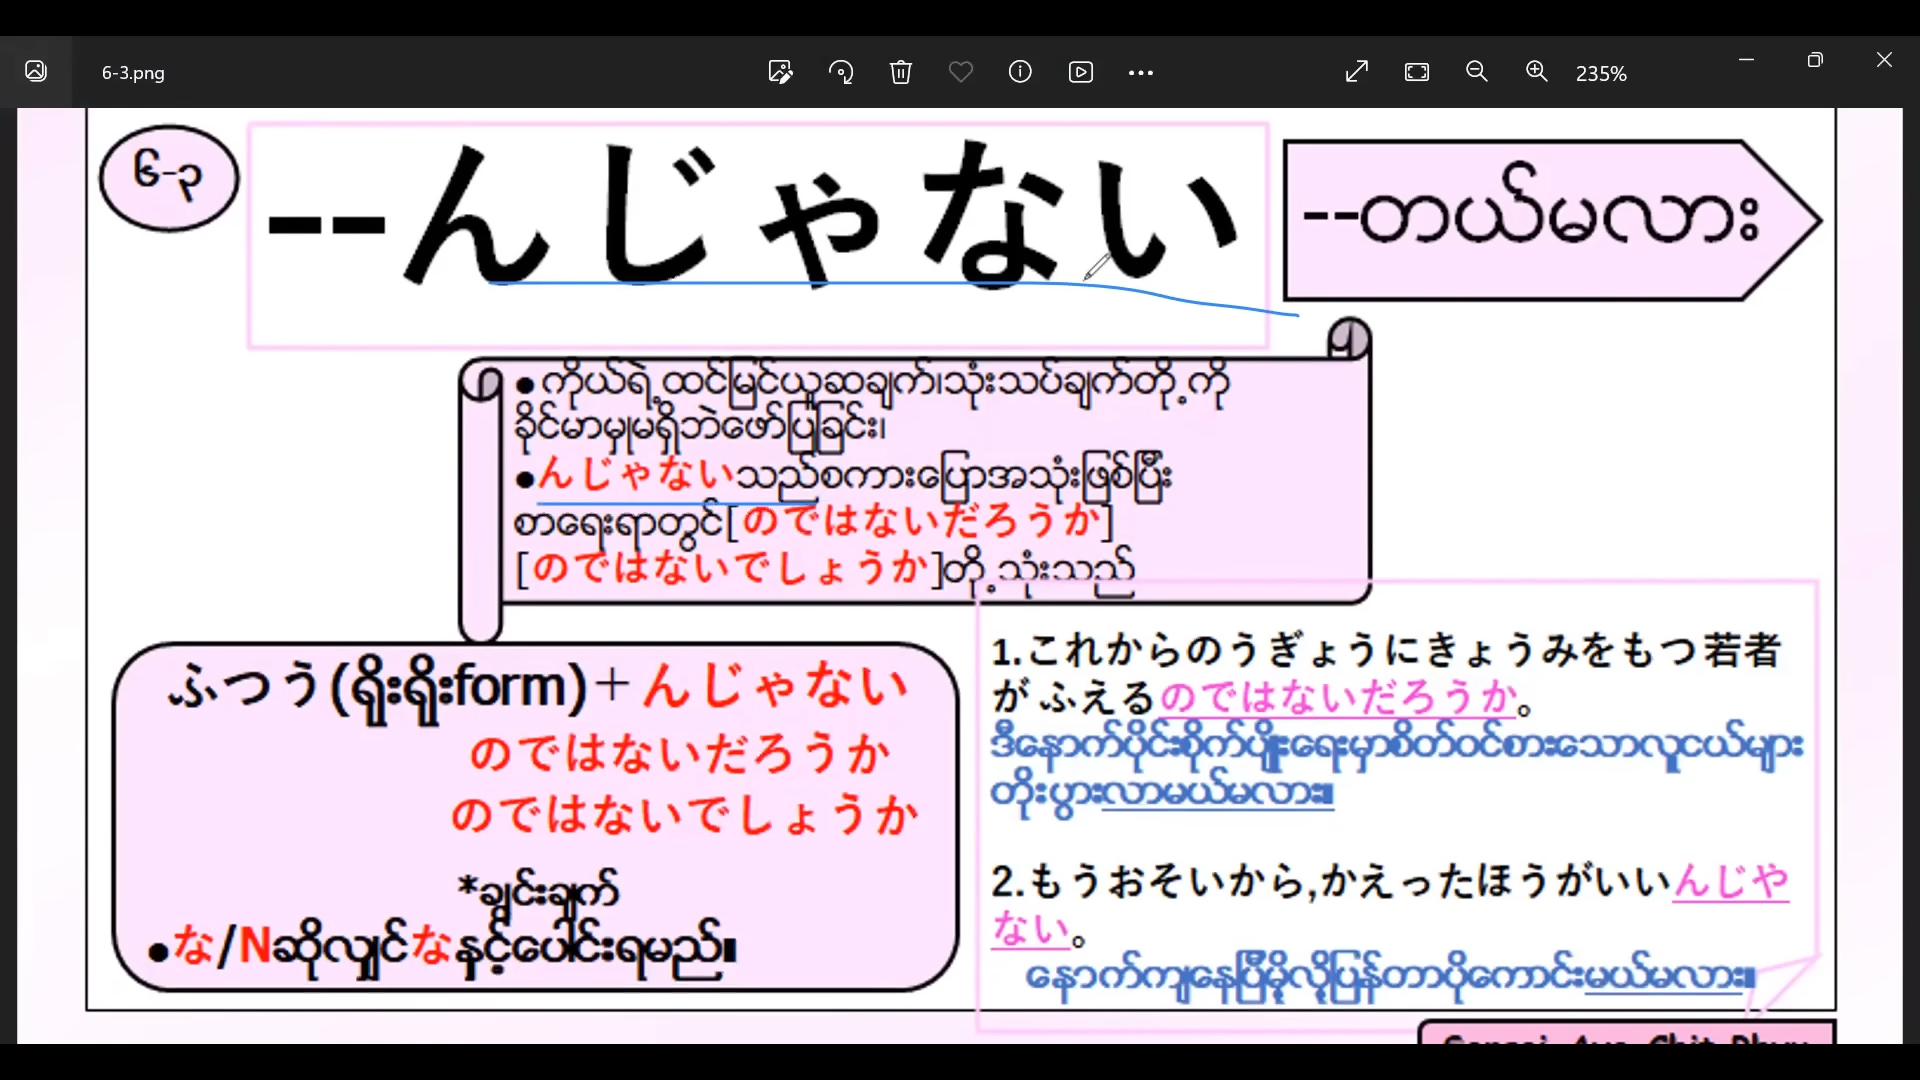 6-3.png
235%
၆-၃
--んじゃない
--တယ်မလား
●ကိုယ်ရဲ့ထင်မြင်ယူဆချက်၊သုံးသပ်ချက်တို့ကို
ခိုင်မာမှုမရှိဘဲဖော်ပြခြင်း၊
●んじゃないသည်စကားပြောအသုံးဖြစ်ပြီး
စာရေးရာတွင်[のではないだろうか]
[のではないでしょうか]တို့သုံးသည်
ふつう(ရိုးရိုးform)+んじゃない
のではないだろうか
のではないでしょうか
*ချွင်းချက်
●な/Nဆိုလျှင်なနှင့်ပေါင်းရမည်။
1.これからのうぎょうにきょうみをもつ若者
がふえるのではないだろうか。
ဒီနောက်ပိုင်းစိုက်ပျိုးရေးမှာစိတ်ဝင်စားသောလူငယ်များ
တိုးပွားလာမယ်မလား။
2.もうおそいから,かえったほうがいいんじや
ない。
နောက်ကျနေပြီမို့လို့ပြန်တာပိုကောင်းမယ်မလား။